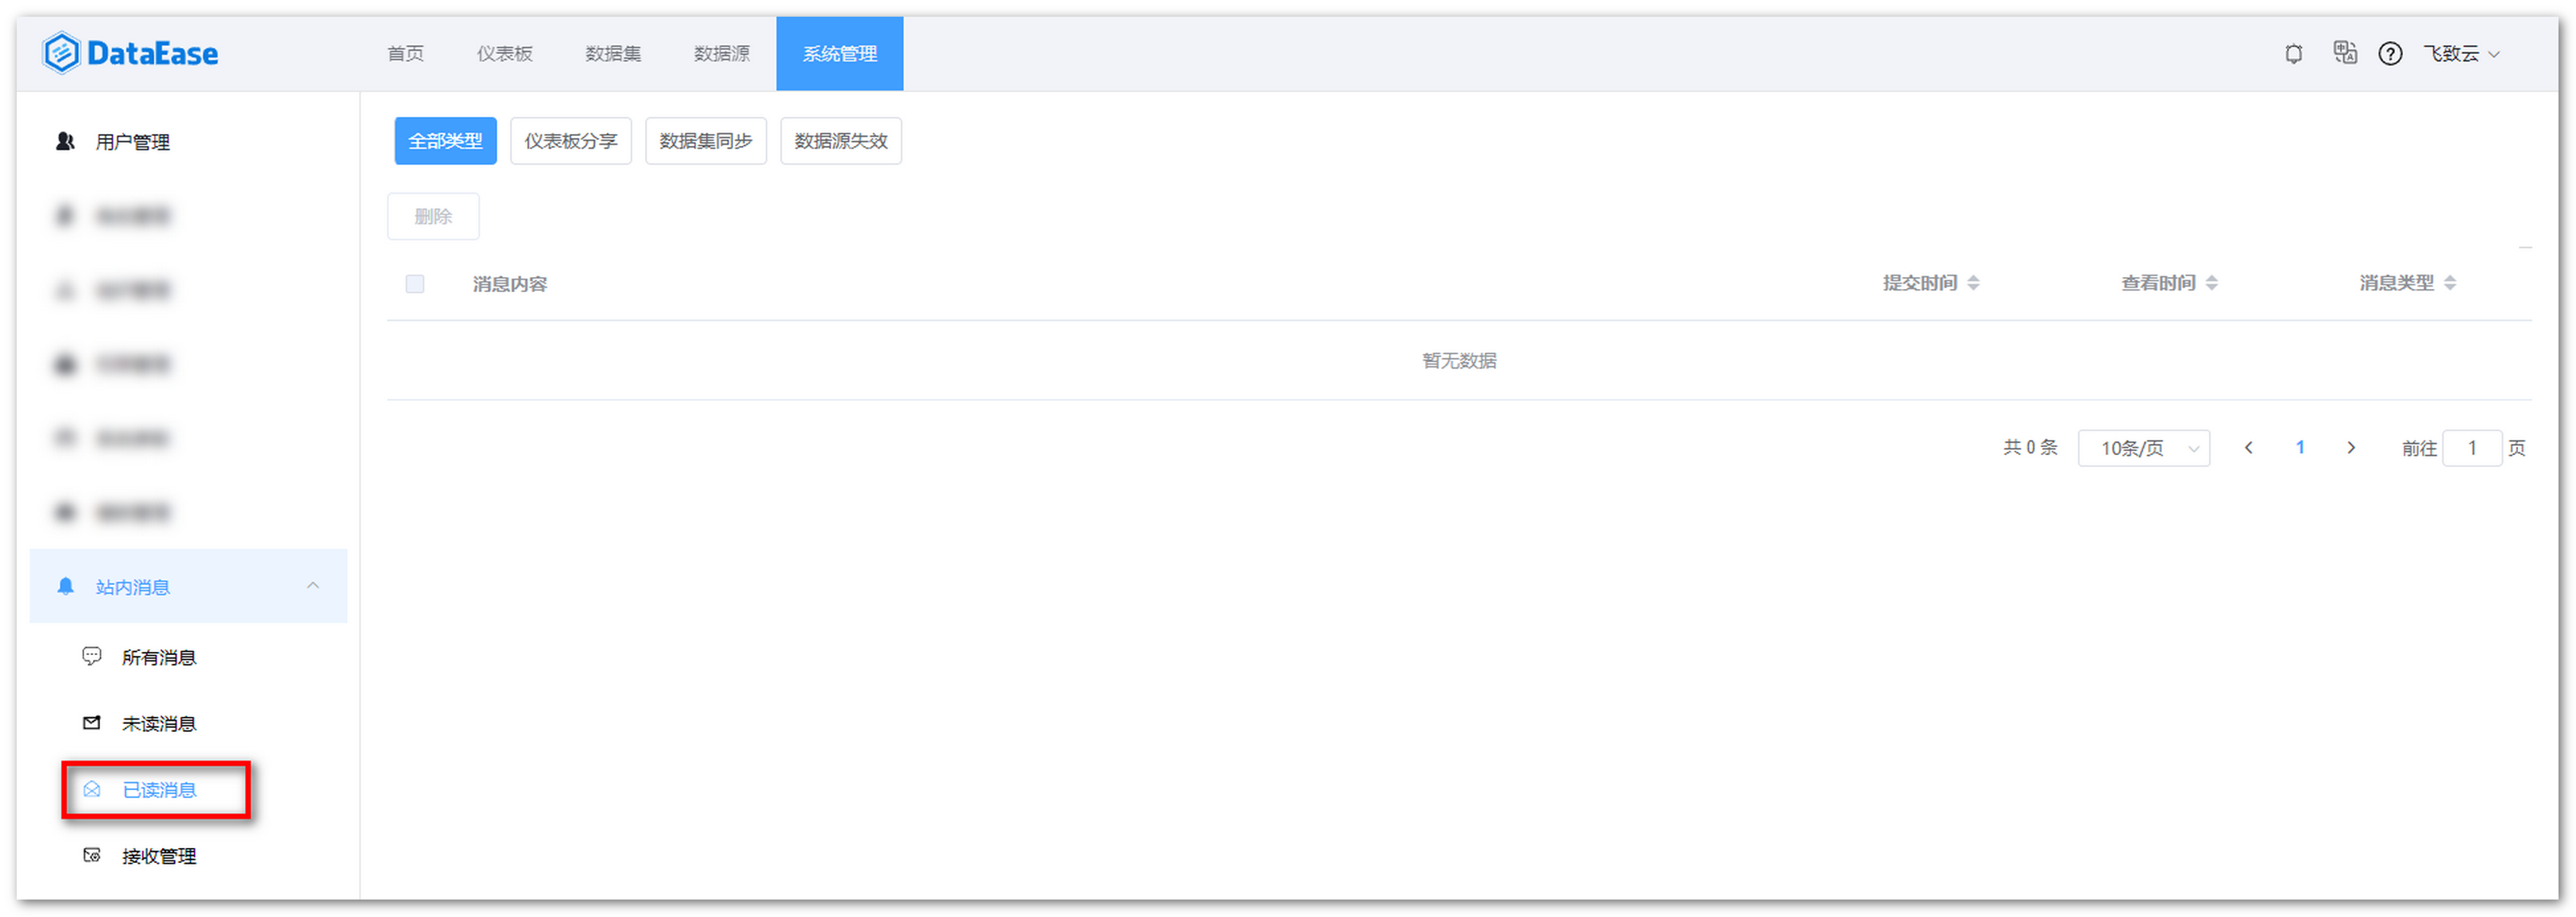 DataEase 首页 仪表板 数据集 数据源 系统管理 飞致云
用户管理
全部类型 仪表板分享 数据集同步 数据源失效
删除
消息内容 提交时间 查看时间 消息类型
暂无数据
共 0 条 10条/页 1 前往 1 页
站内消息
所有消息
未读消息
已读消息
接收管理